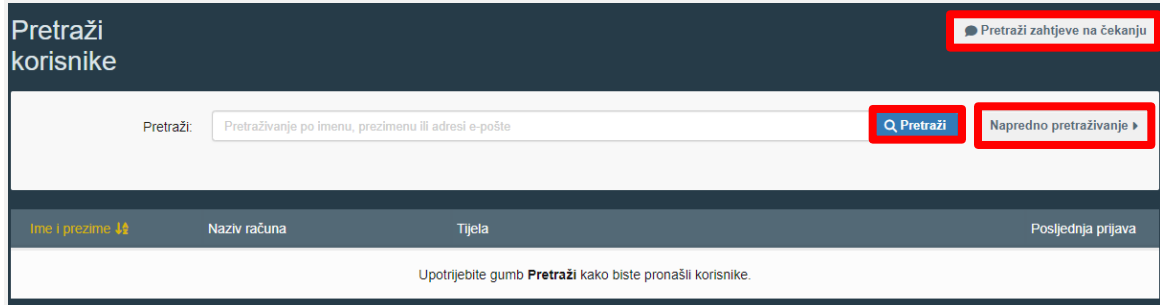 Pretraži
korisnike
Pretraži zahtjeve na čekanju
Pretraži: Pretraživanje po imenu, prezimenu ili adresi e-pošte Pretraži Napredno pretraživanje
Ime i prezime Naziv računa Tijela Posljednja prijava
Upotrijebite gumb Pretraži kako biste pronašli korisnike.